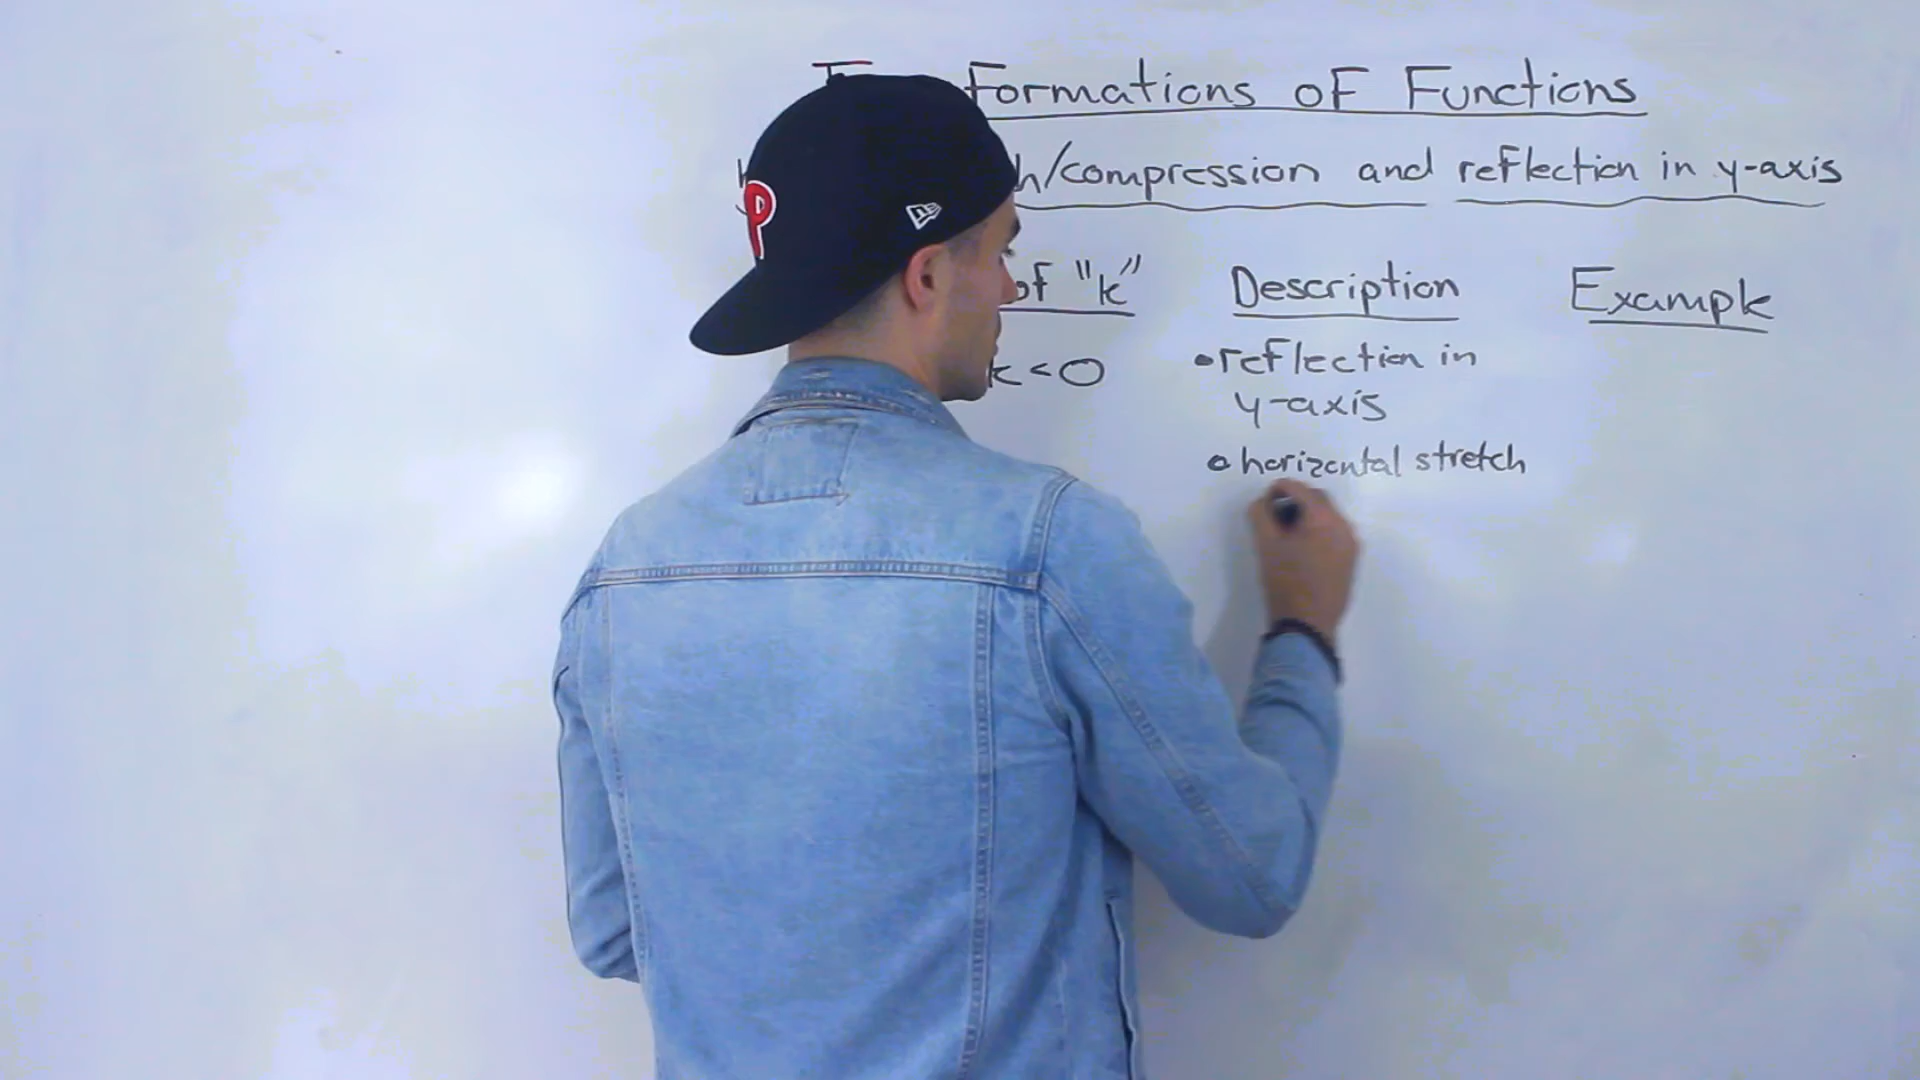 Formations of Functions
h/compression and reflection in y-axis
of "k" Description Example
k < 0 • reflection in
y-axis
• horizontal stretch
P